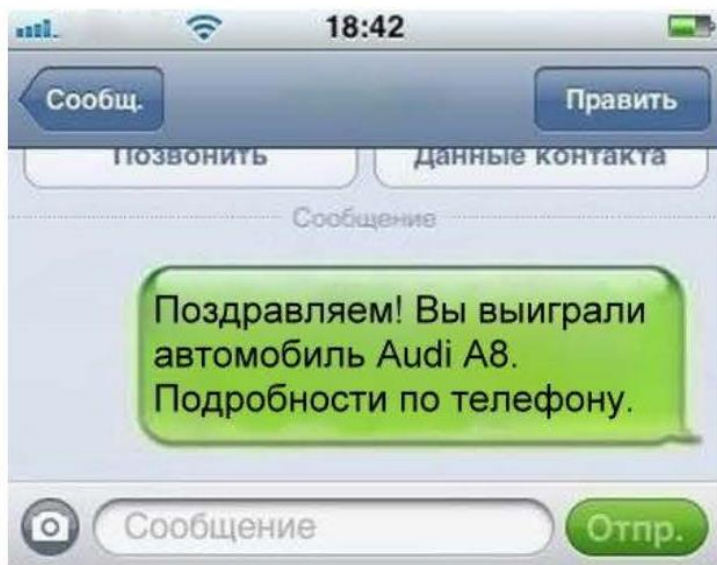 18:42
Сообщ.
Править
Позвонить
Данные контакта
Сообщение
Поздравляем! Вы выиграли
автомобиль Audi A8.
Подробности по телефону.
Сообщение
Отпр.